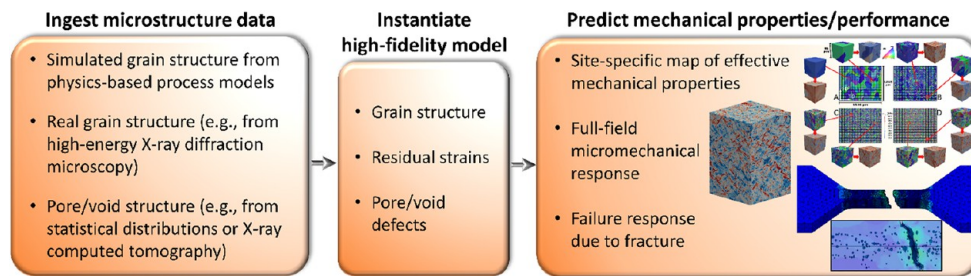 Ingest microstructure data
• Simulated grain structure from
physics-based process models
• Real grain structure (e.g., from
high-energy X-ray diffraction
microscopy)
• Pore/void structure (e.g., from
statistical distributions or X-ray
computed tomography)
Instantiate
high-fidelity model
• Grain structure
• Residual strains
• Pore/void
defects
Predict mechanical properties/performance
• Site-specific map of effective
mechanical properties
• Full-field
micromechanical
response
• Failure response
due to fracture
A
B
C
D